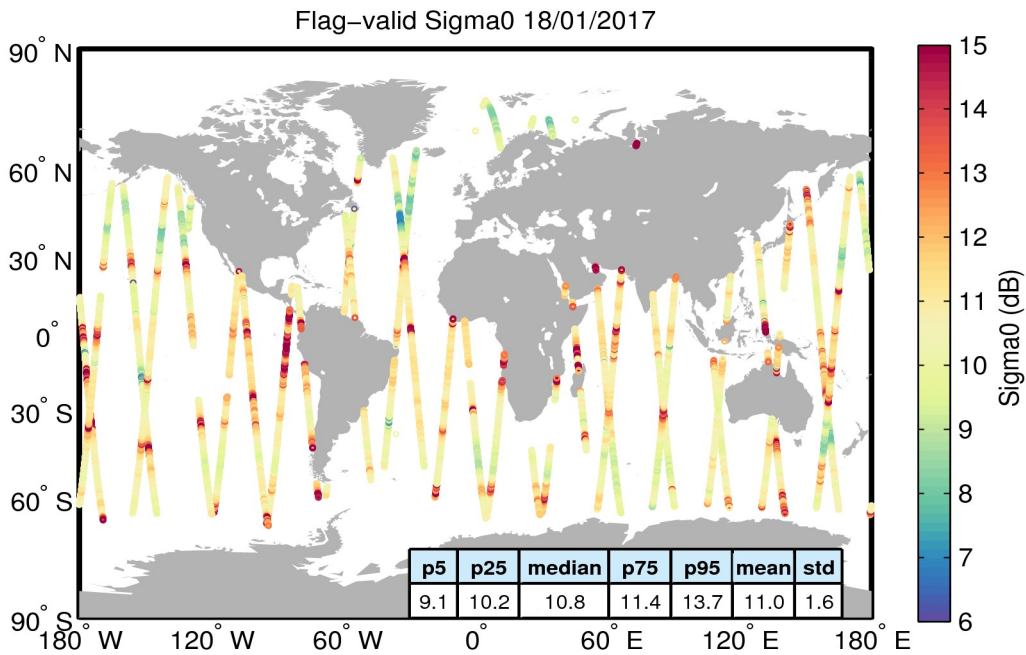 Flag−valid Sigma0 18/01/2017
90° N
60° N
30° N
0°
30° S
60° S
90° S
180° W
120° W
60° W
0°
60° E
120° E
180° E
15
14
13
12
11
10
9
8
7
6
Sigma0 (dB)
p5 p25 median p75 p95 mean std
9.1 10.2 10.8 11.4 13.7 11.0 1.6